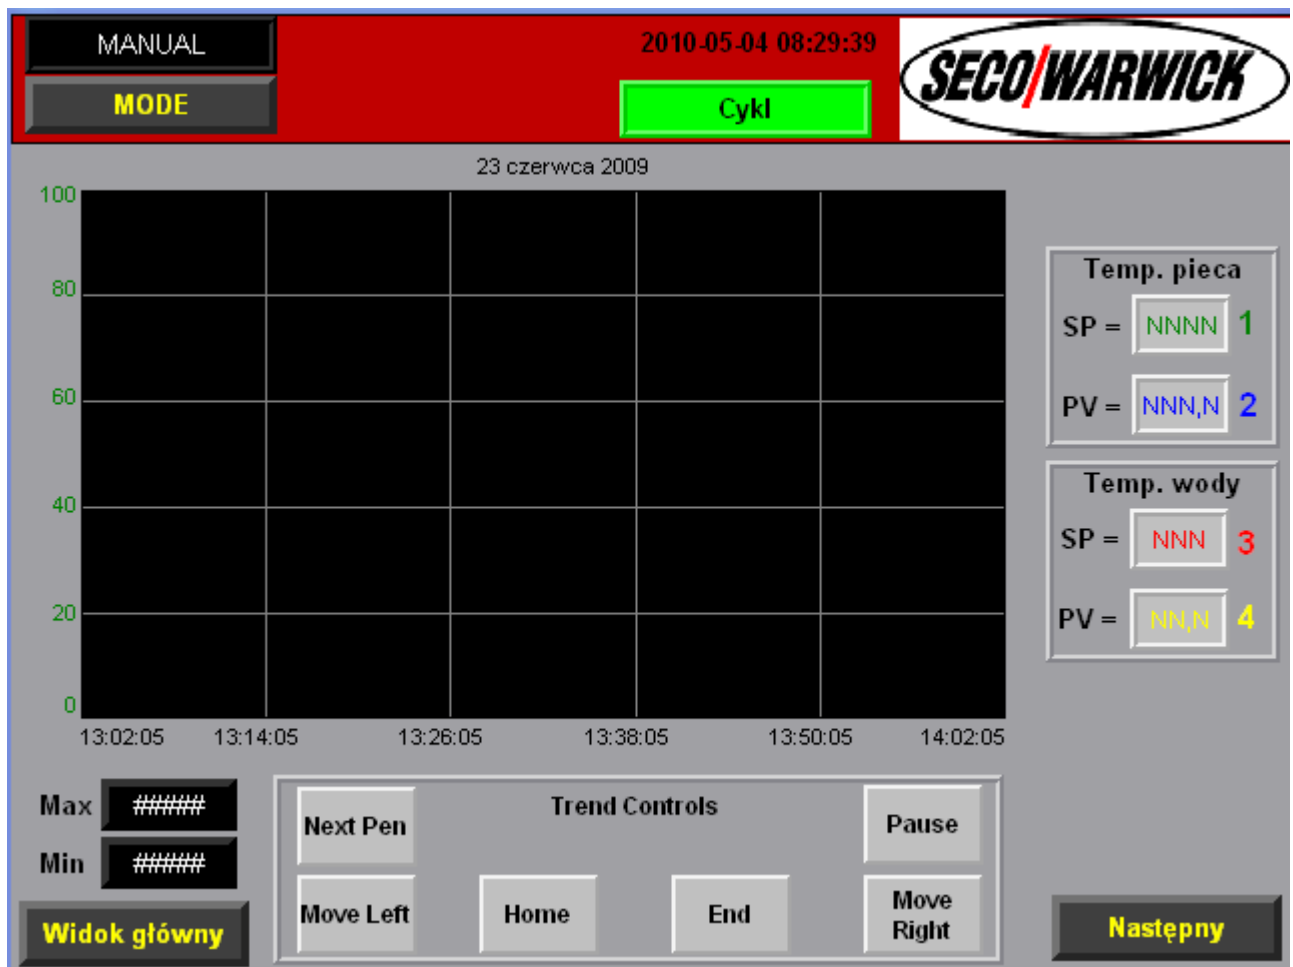 MANUAL
2010-05-04 08:29:39
SECO/WARWICK
MODE
Cykl
23 czerwca 2009
100
80
60
40
20
0
13:02:05 13:14:05 13:26:05 13:38:05 13:50:05 14:02:05
Temp. pieca
SP = NNNN 1
PV = NNN,N 2
Temp. wody
SP = NNN 3
PV = NN,N 4
Max #####
Min #####
Trend Controls
Next Pen
Pause
Move Left
Home
End
Move
Right
Widok główny
Następny